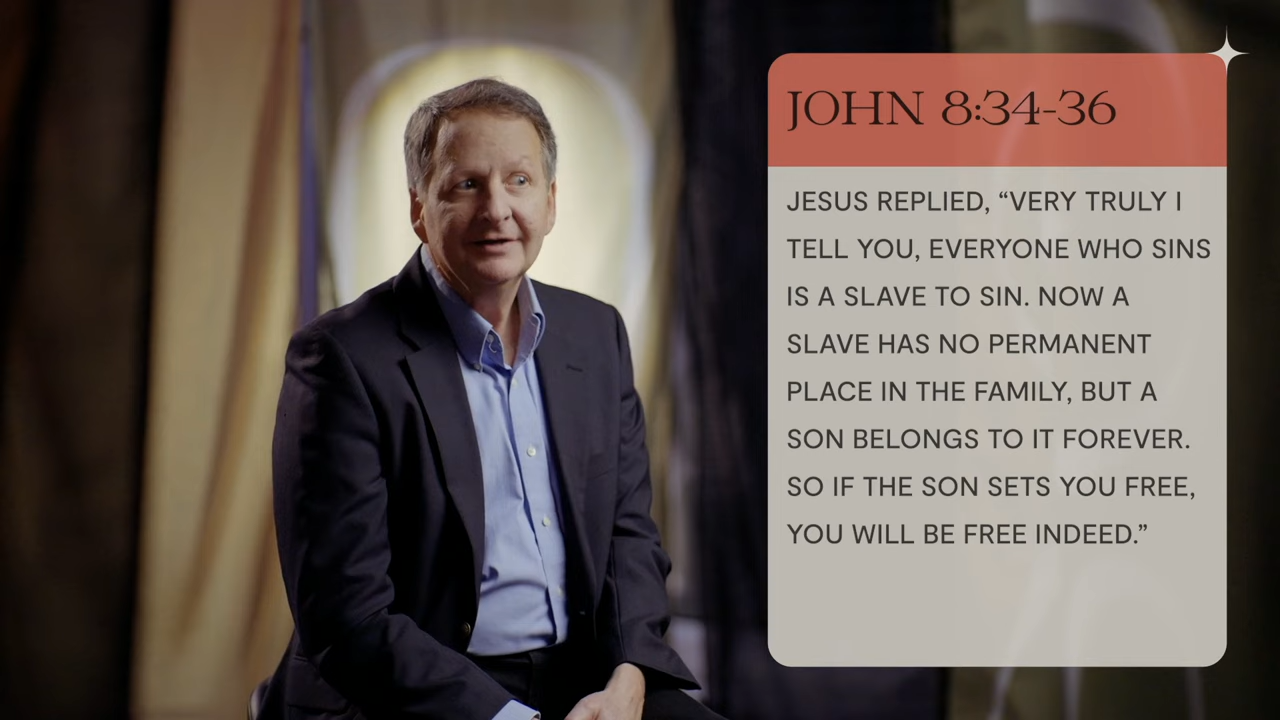 JOHN 8:34-36
JESUS REPLIED, “VERY TRULY I
TELL YOU, EVERYONE WHO SINS
IS A SLAVE TO SIN. NOW A
SLAVE HAS NO PERMANENT
PLACE IN THE FAMILY, BUT A
SON BELONGS TO IT FOREVER.
SO IF THE SON SETS YOU FREE,
YOU WILL BE FREE INDEED.”